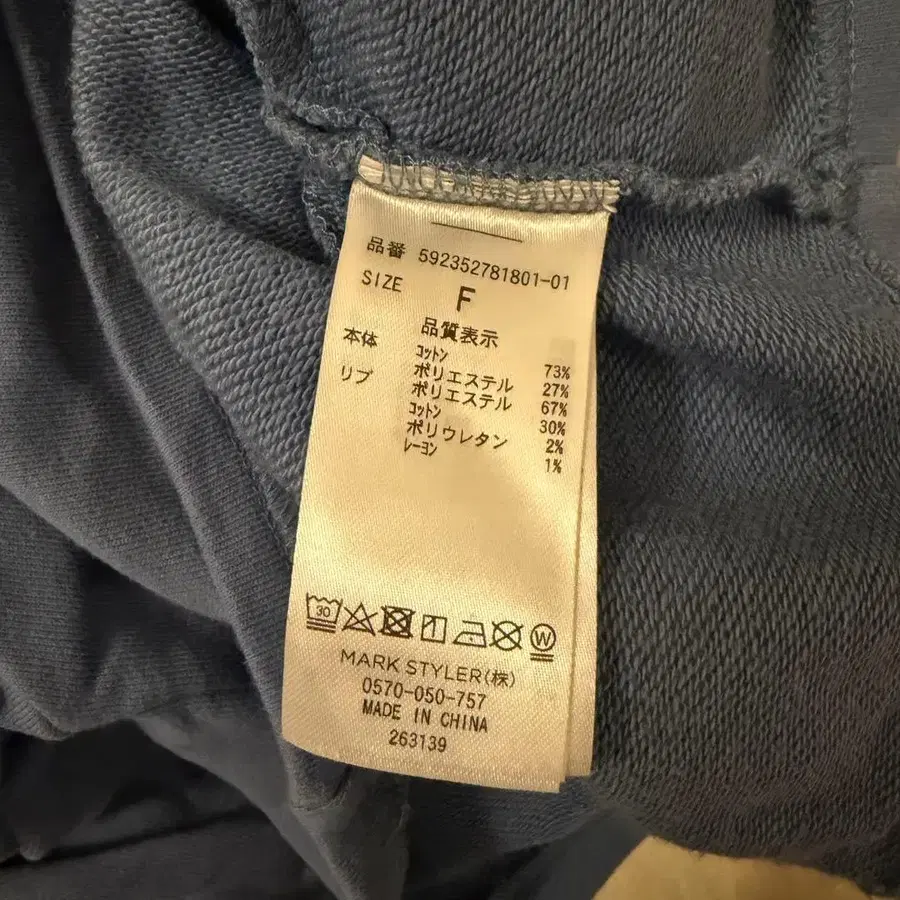 品番 592352781801-01
SIZE F
品質表示
本体 コットン 73%
ポリエステル 27%
リブ ポリエステル 67%
コットン 30%
ポリウレタン 2%
レーヨン 1%
30
W
MARK STYLER(株)
0570-050-757
MADE IN CHINA
263139